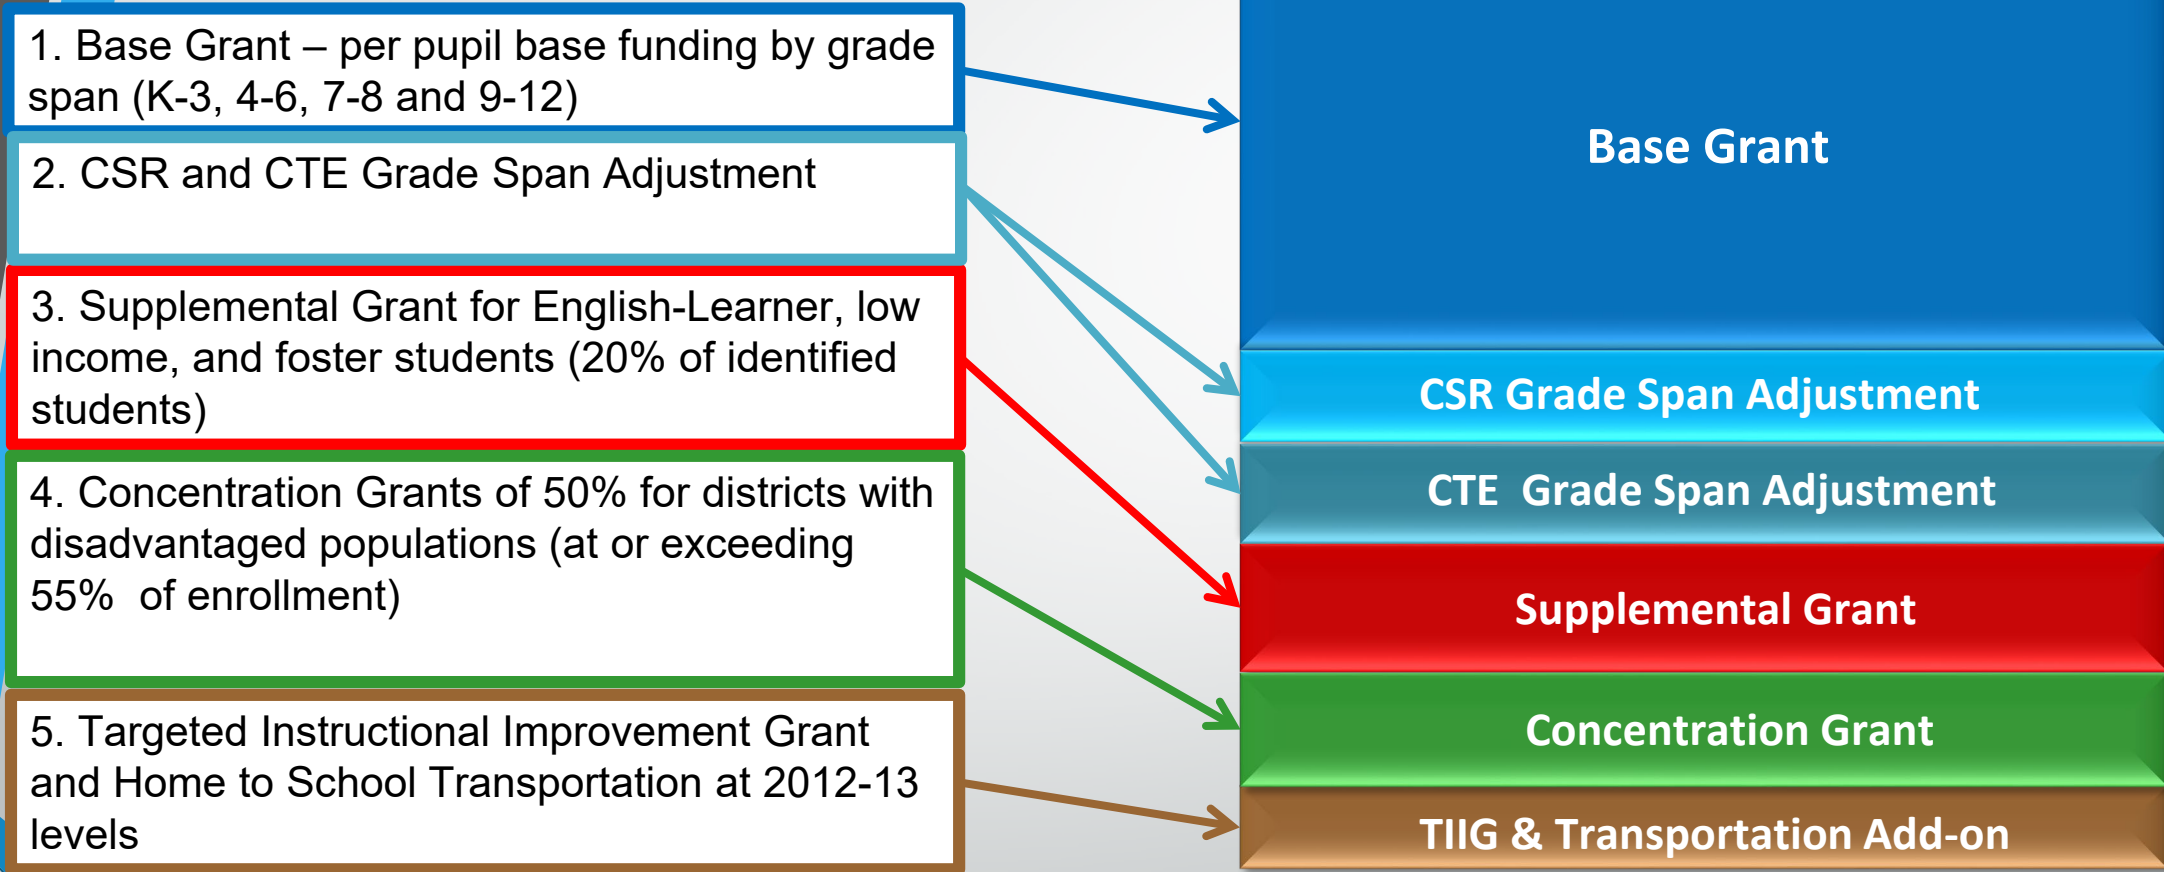 1. Base Grant – per pupil base funding by grade
span (K-3, 4-6, 7-8 and 9-12)
2. CSR and CTE Grade Span Adjustment
3. Supplemental Grant for English-Learner, low
income, and foster students (20% of identified
students)
4. Concentration Grants of 50% for districts with
disadvantaged populations (at or exceeding
55%  of enrollment)
5. Targeted Instructional Improvement Grant
and Home to School Transportation at 2012-13
levels
Base Grant
CSR Grade Span Adjustment
CTE  Grade Span Adjustment
Supplemental Grant
Concentration Grant
TIIG & Transportation Add-on